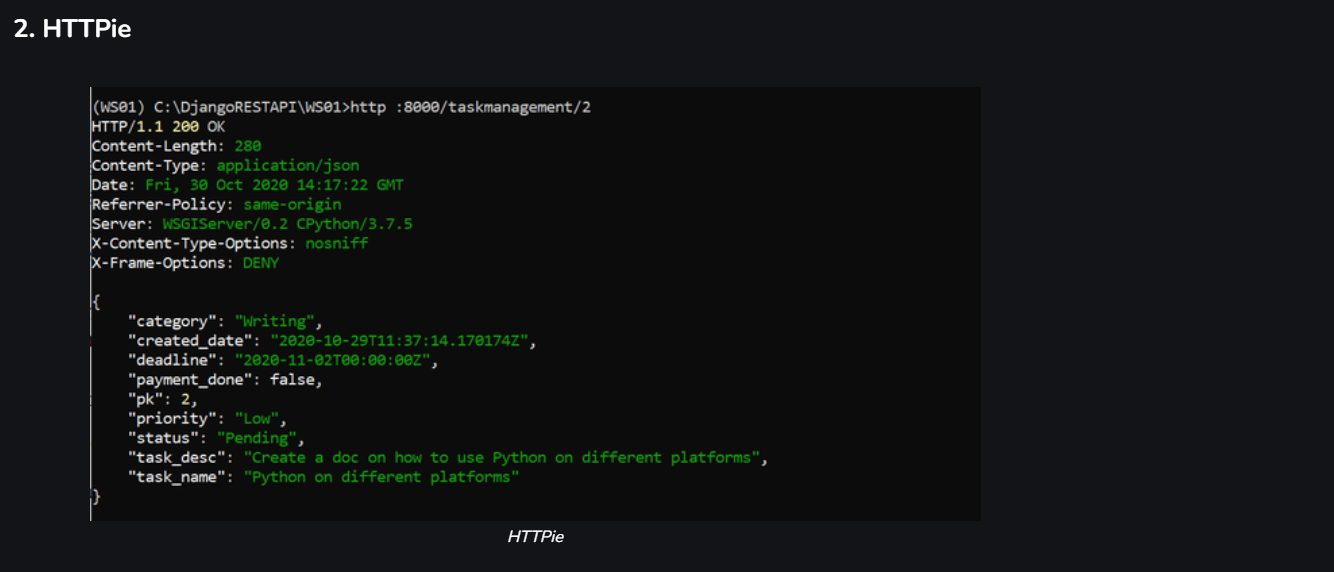 2. HTTPie
(WS01) C:\DjangoRESTAPI\WS01>http :8000/taskmanagement/2
HTTP/1.1 200 OK
Content-Length: 280
Content-Type: application/json
Date: Fri, 30 Oct 2020 14:17:22 GMT
Referrer-Policy: same-origin
Server: WSGIServer/0.2 CPython/3.7.5
X-Content-Type-Options: nosniff
X-Frame-Options: DENY
{
    "category": "Writing",
    "created_date": "2020-10-29T11:37:14.170174Z",
    "deadline": "2020-11-02T00:00:00Z",
    "payment_done": false,
    "pk": 2,
    "priority": "Low",
    "status": "Pending",
    "task_desc": "Create a doc on how to use Python on different platforms",
    "task_name": "Python on different platforms"
}
HTTPie